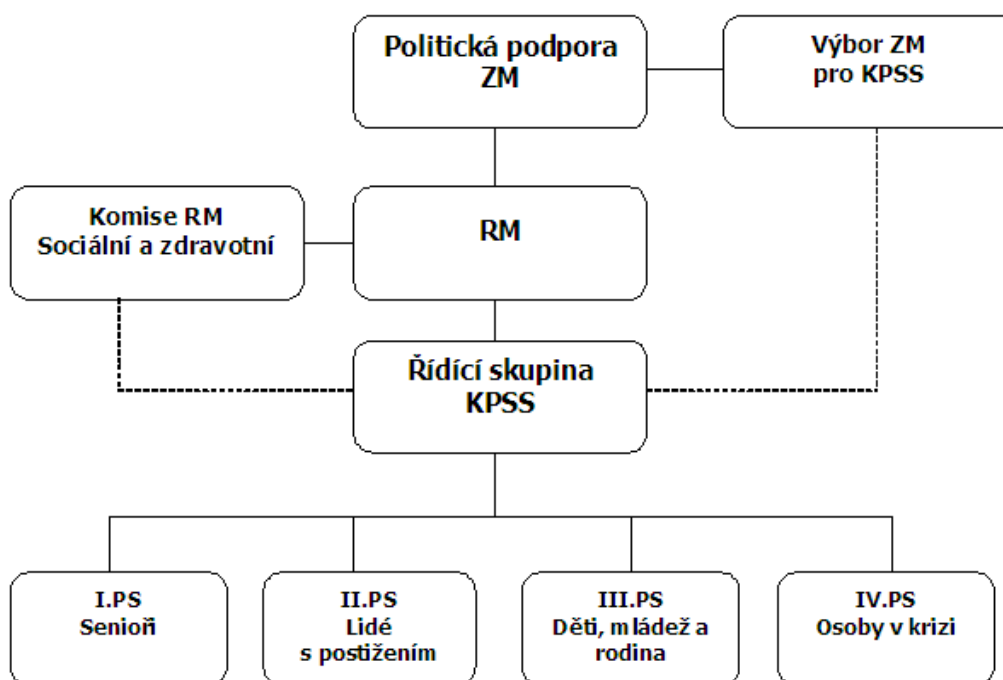 Politická podpora
ZM
Výbor ZM
pro KPSS
Komise RM
Sociální a zdravotní
RM
Řídící skupina
KPSS
I.PS
Senioři
II.PS
Lidé
s postižením
III.PS
Děti, mládež a
rodina
IV.PS
Osoby v krizi